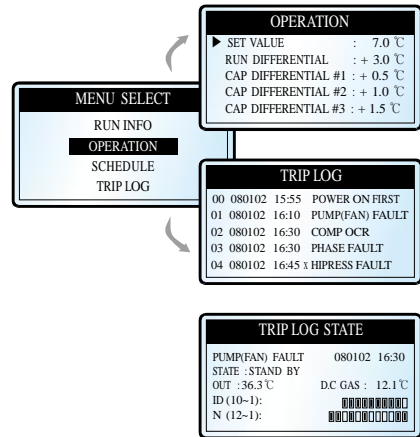 MENU SELECT
RUN INFO
OPERATION
SCHEDULE
TRIP LOG
OPERATION
▶ SET VALUE : 7.0 ℃
RUN DIFFERENTIAL : + 3.0 ℃
CAP DIFFERENTIAL #1 : + 0.5 ℃
CAP DIFFERENTIAL #2 : + 1.0 ℃
CAP DIFFERENTIAL #3 : + 1.5 ℃
TRIP LOG
00 080102 15:55 POWER ON FIRST
01 080102 16:10 PUMP(FAN) FAULT
02 080102 16:30 COMP OCR
03 080102 16:30 PHASE FAULT
04 080102 16:45 X HIPRESS FAULT
TRIP LOG STATE
PUMP(FAN) FAULT 080102 16:30
STATE : STAND BY
OUT : 36.3℃ D.C GAS : 12.1℃
ID (10~1):
N (12~1):